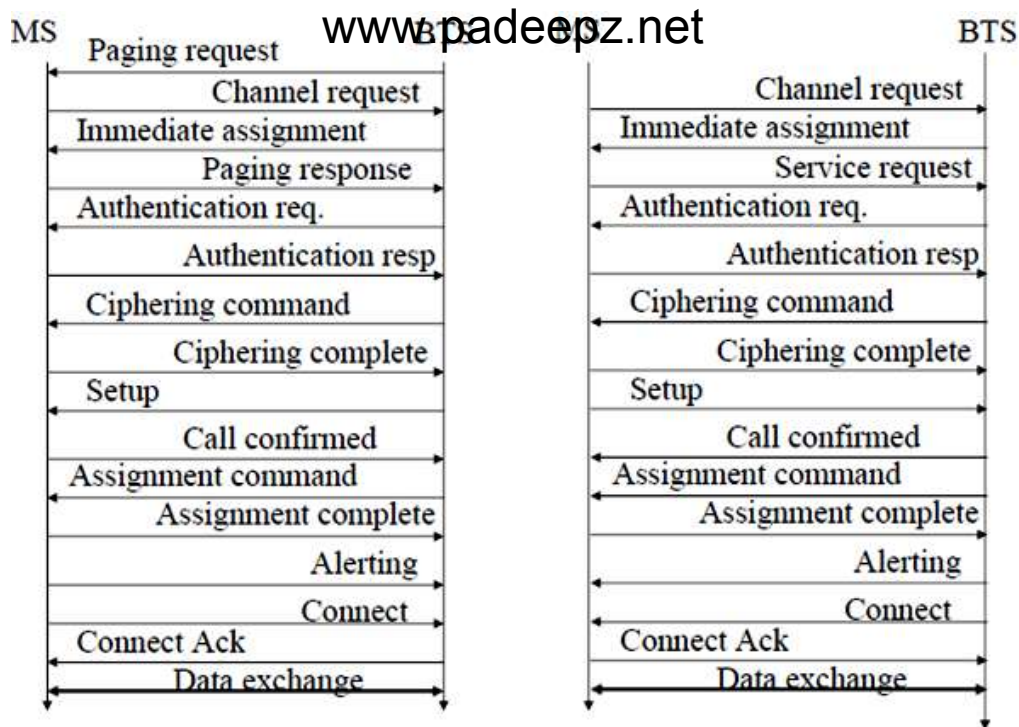 www.padeepz.net
MS BTS
Paging request
Channel request
Immediate assignment
Paging response
Authentication req.
Authentication resp
Ciphering command
Ciphering complete
Setup
Call confirmed
Assignment command
Assignment complete
Alerting
Connect
Connect Ack
Data exchange
MS BTS
Channel request
Immediate assignment
Service request
Authentication req.
Authentication resp
Ciphering command
Ciphering complete
Setup
Call confirmed
Assignment command
Assignment complete
Alerting
Connect
Connect Ack
Data exchange